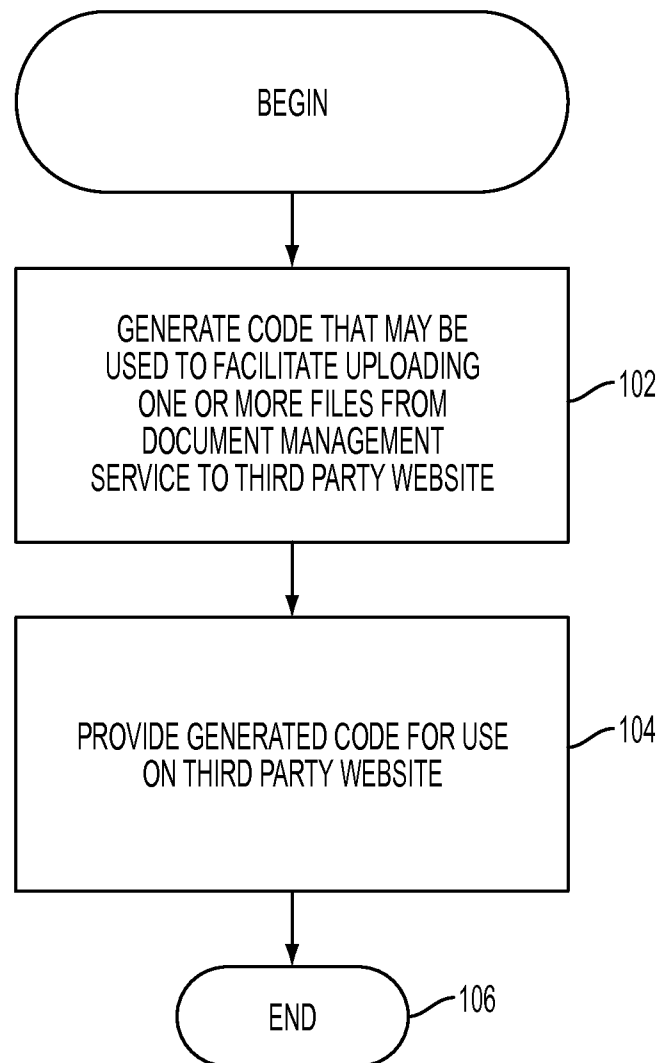 BEGIN
GENERATE CODE THAT MAY BE
USED TO FACILITATE UPLOADING
ONE OR MORE FILES FROM
DOCUMENT MANAGEMENT
SERVICE TO THIRD PARTY WEBSITE
102
PROVIDE GENERATED CODE FOR USE
ON THIRD PARTY WEBSITE
104
END
106